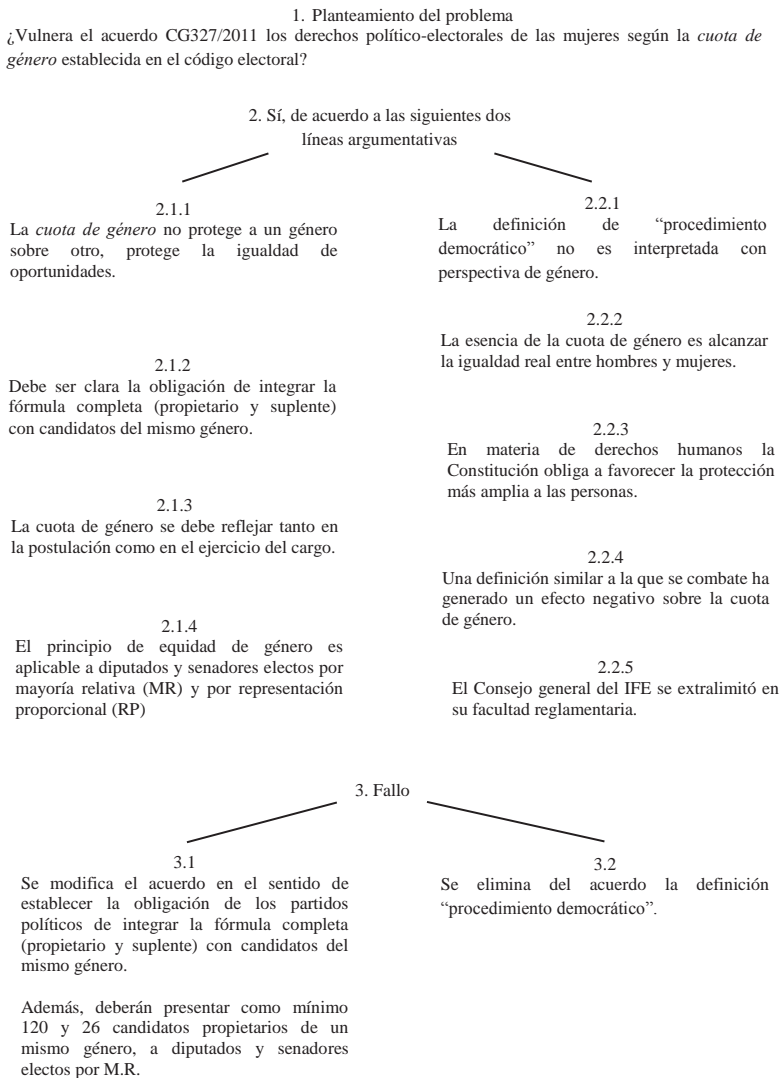 1. Planteamiento del problema
¿Vulnera el acuerdo CG327/2011 los derechos político-electorales de las mujeres según la cuota de
género establecida en el código electoral?
2. Sí, de acuerdo a las siguientes dos
líneas argumentativas
2.1.1
La cuota de género no protege a un género
sobre otro, protege la igualdad de
oportunidades.
2.1.2
Debe ser clara la obligación de integrar la
fórmula completa (propietario y suplente)
con candidatos del mismo género.
2.1.3
La cuota de género se debe reflejar tanto en
la postulación como en el ejercicio del cargo.
2.1.4
El principio de equidad de género es
aplicable a diputados y senadores electos por
mayoría relativa (MR) y por representación
proporcional (RP)
2.2.1
La definición de “procedimiento
democrático” no es interpretada con
perspectiva de género.
2.2.2
La esencia de la cuota de género es alcanzar
la igualdad real entre hombres y mujeres.
2.2.3
En materia de derechos humanos la
Constitución obliga a favorecer la protección
más amplia a las personas.
2.2.4
Una definición similar a la que se combate ha
generado un efecto negativo sobre la cuota
de género.
2.2.5
El Consejo general del IFE se extralimitó en
su facultad reglamentaria.
3. Fallo
3.1
Se modifica el acuerdo en el sentido de
establecer la obligación de los partidos
políticos de integrar la fórmula completa
(propietario y suplente) con candidatos del
mismo género.
Además, deberán presentar como mínimo
120 y 26 candidatos propietarios de un
mismo género, a diputados y senadores
electos por M.R.
3.2
Se elimina del acuerdo la definición
“procedimiento democrático”.